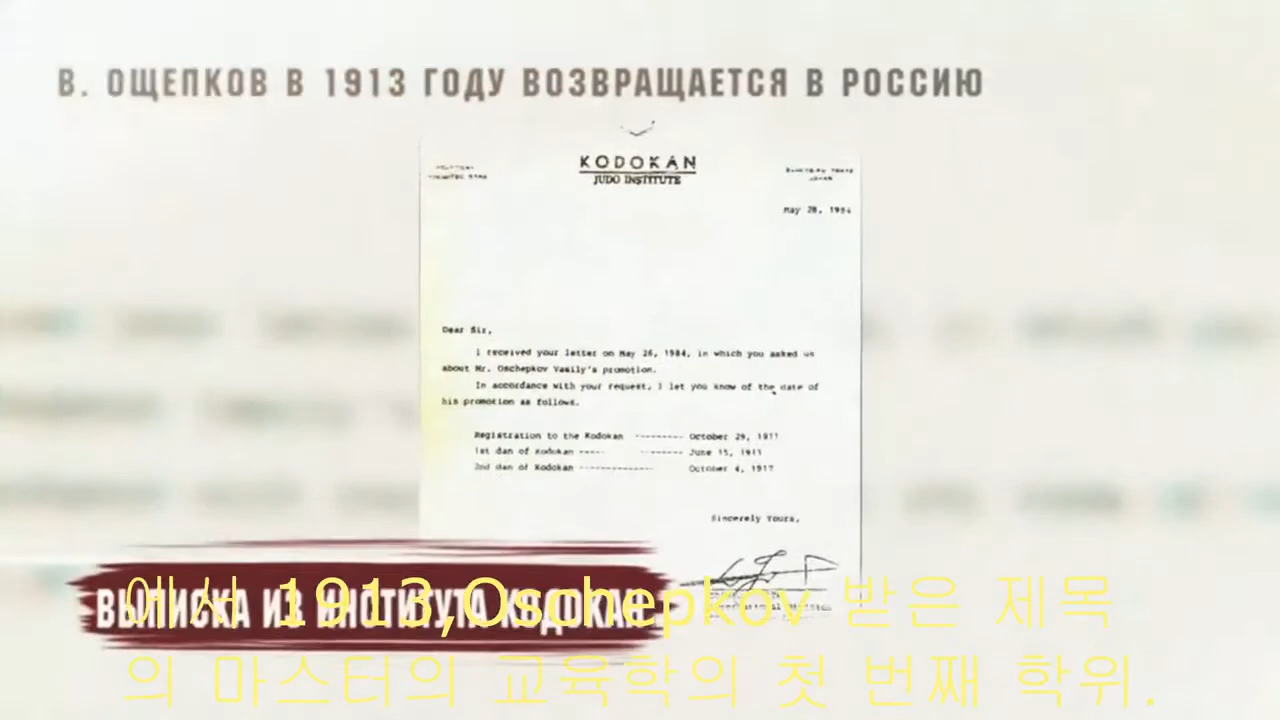 В. ОЩЕПКОВ В 1913 ГОДУ ВОЗВРАЩАЕТСЯ В РОССИЮ
KODOKAN
JUDO INSTITUTE
May 28, 1984
Dear Sir,
I received your letter on May 26, 1984, in which you asked us
about Mr. Oschepkov Vasily's promotion.
In accordance with your request, I let you know of the date of
his promotion as follows.
Registration to the Kodokan -------- October 29, 1911
1st dan of Kodokan ----- ------- June 15, 1913
2nd dan of Kodokan ------------- October 4, 1917
Sincerely Yours,
ВЫПИСКА ИЗ ИНСТИТУТА КОДОКАН
에서 1913,Oschepkov 받은 제목
의 마스터의 교육학의 첫 번째 학위.